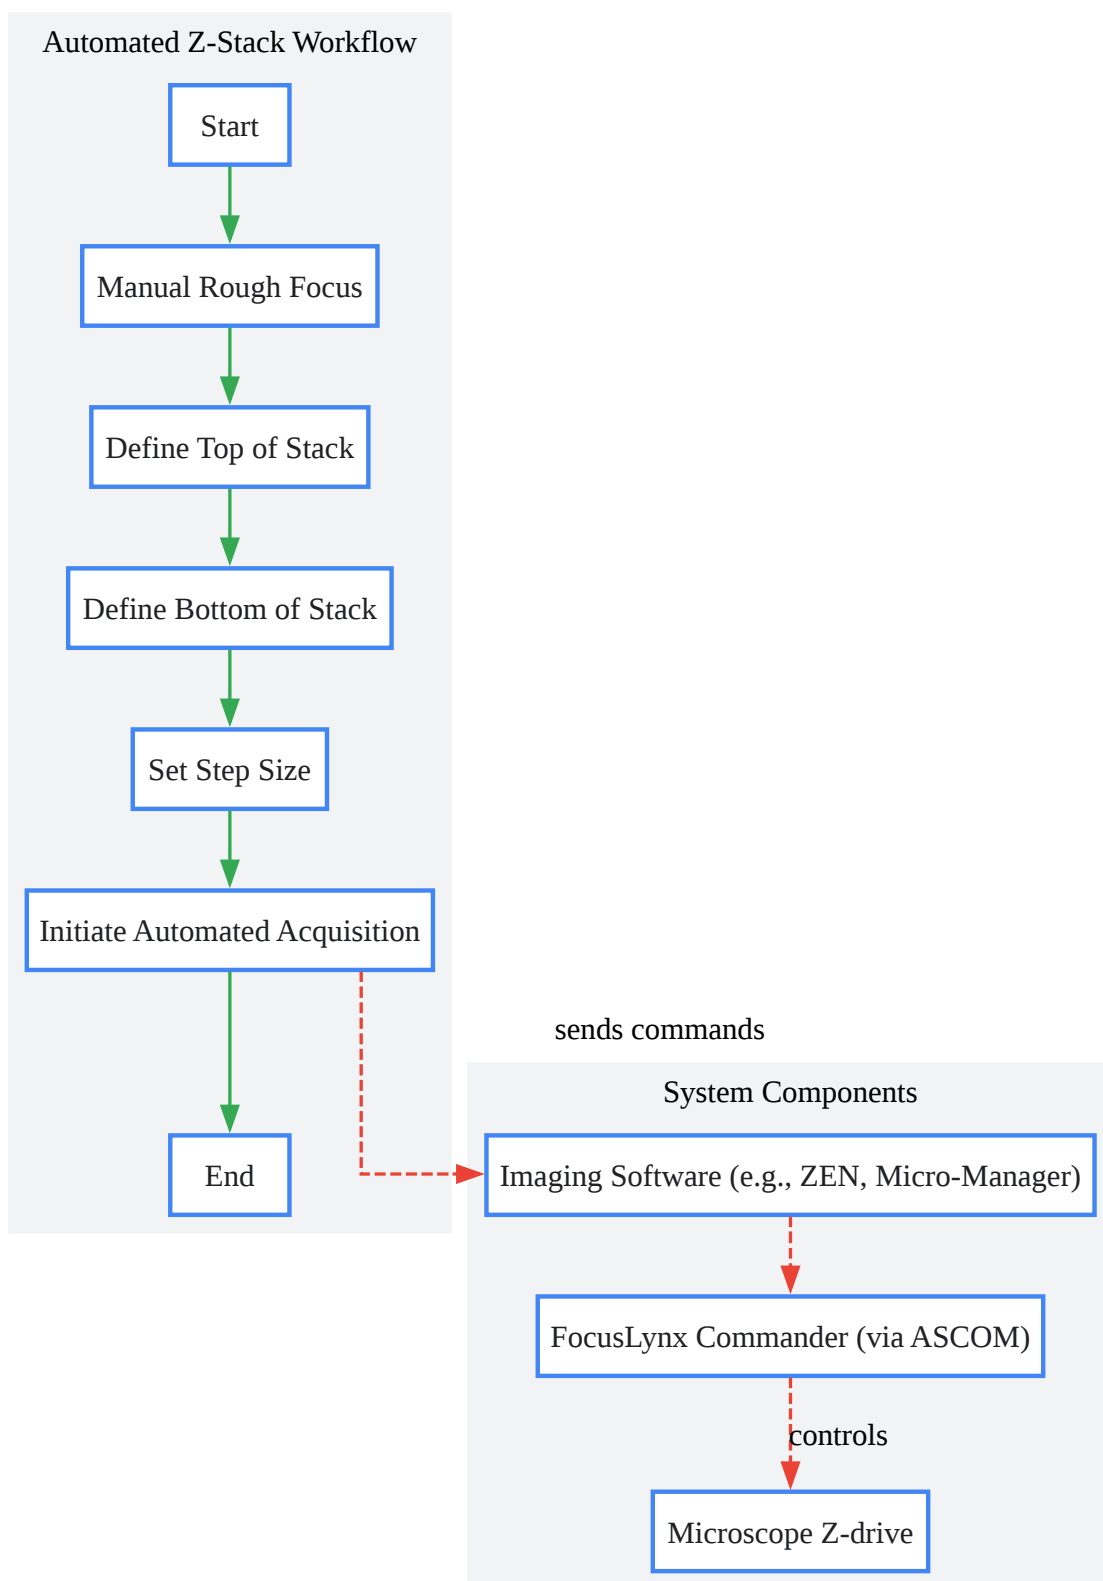 Automated Z-Stack Workflow
Start
Manual Rough Focus
Define Top of Stack
Define Bottom of Stack
Set Step Size
Initiate Automated Acquisition
End
sends commands
System Components
Imaging Software (e.g., ZEN, Micro-Manager)
FocusLynx Commander (via ASCOM)
controls
Microscope Z-drive